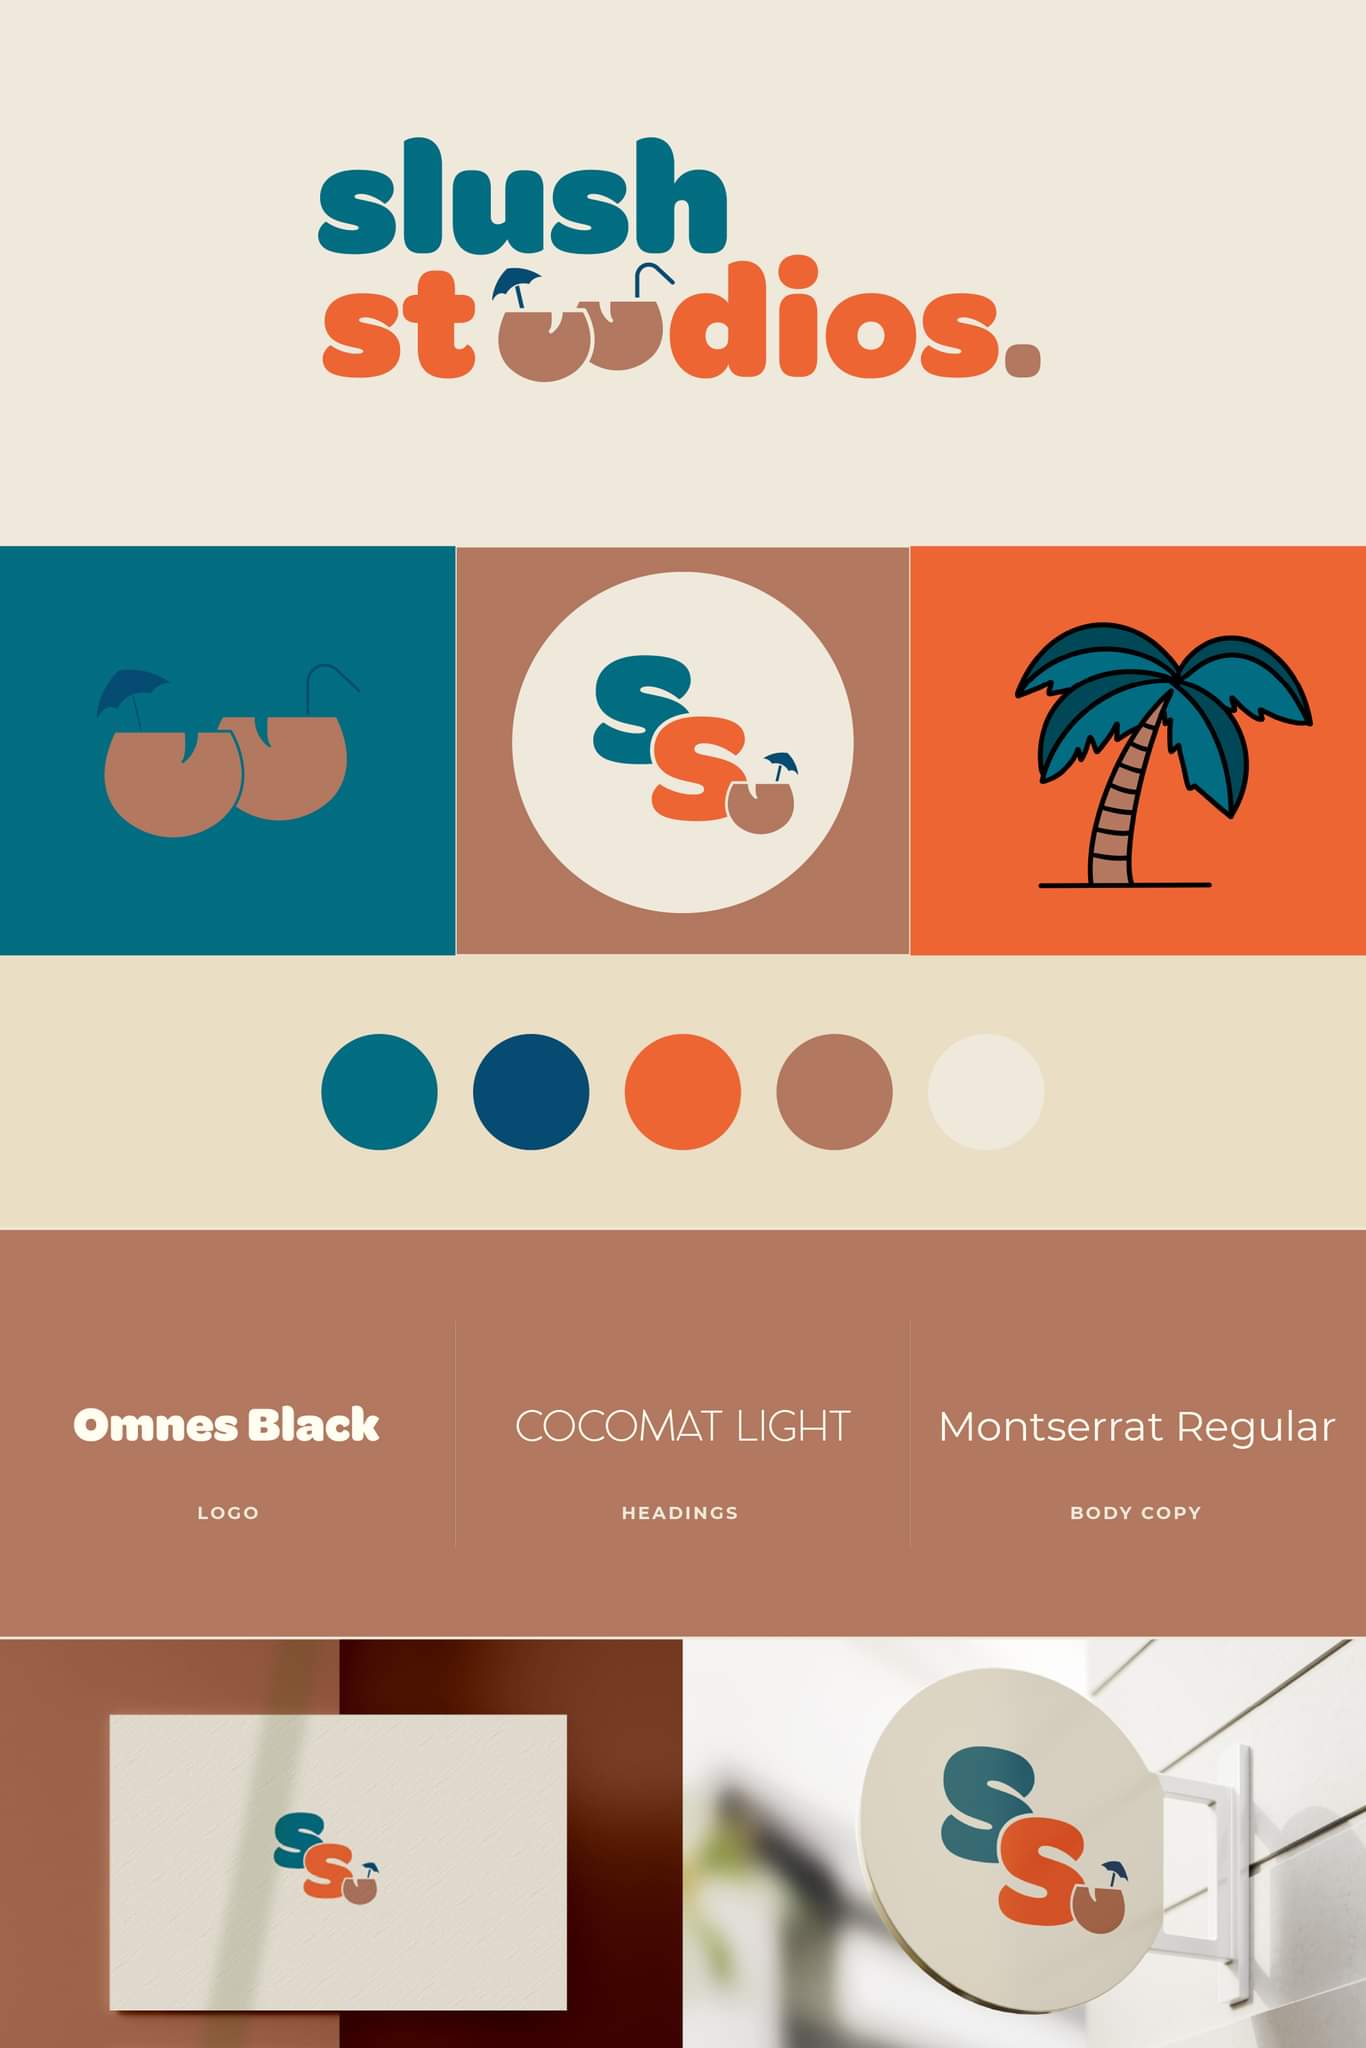 slush
studios.
SS
Omnes Black
COCOMAT LIGHT
Montserrat Regular
LOGO
HEADINGS
BODY COPY
SS
SS